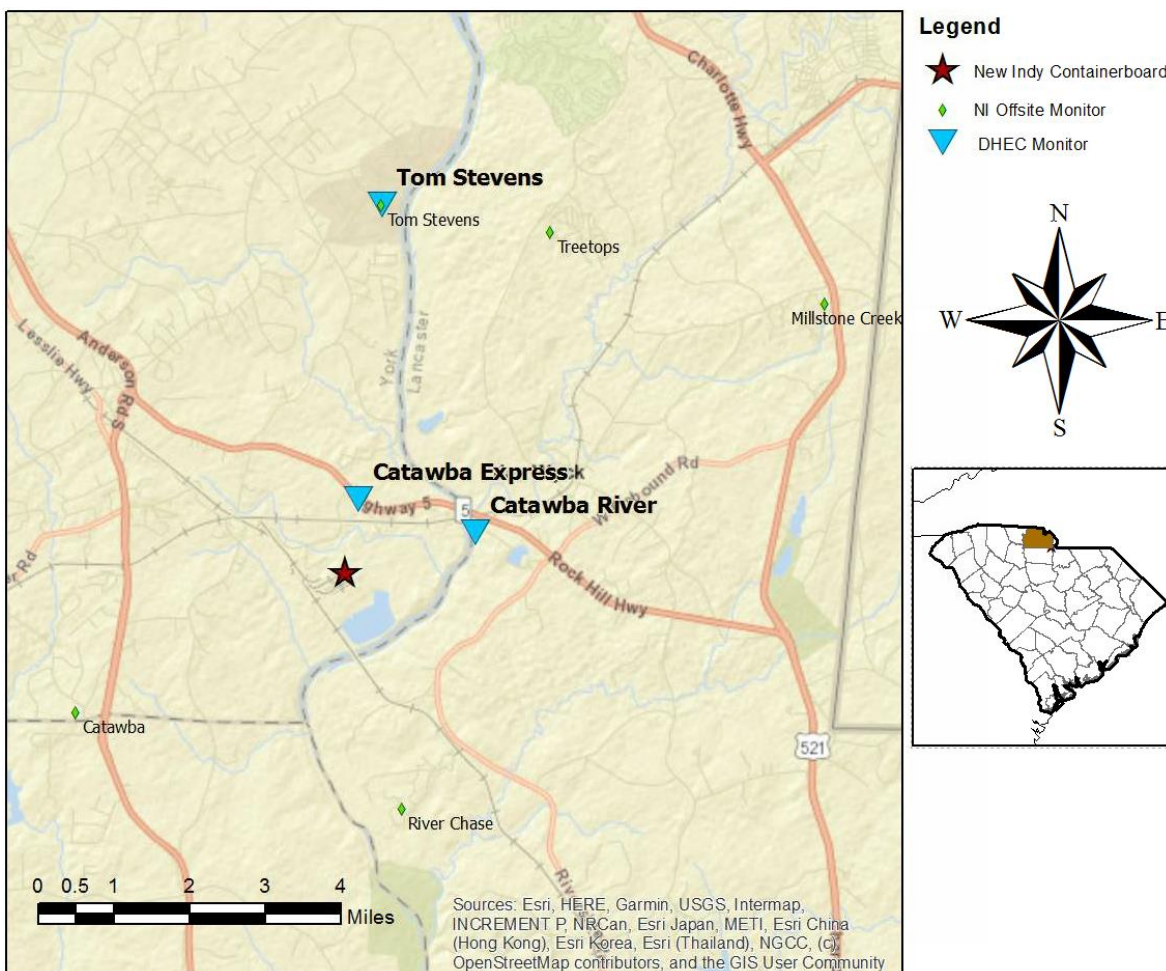 Legend
New Indy Containerboard
NI Offsite Monitor
DHEC Monitor
N
W
E
S
Charlotte Hwy
Tom Stevens
Tom Stevens
Treetops
Millstone Creek
Lesslie Hwy
Anderson Rd S
York
Lancaster
Catawba Express
Catawba River
5
Rock Hill Hwy
521
Catawba
River Chase
0 0.5 1 2 3 4
Miles
Sources: Esri, HERE, Garmin, USGS, Intermap,
INCREMENT P, NRCan, Esri Japan, METI, Esri China
(Hong Kong), Esri Korea, Esri (Thailand), NGCC, (c)
OpenStreetMap contributors, and the GIS User Community